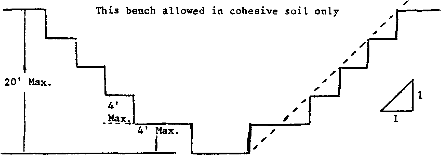 This bench allowed in cohesive soil only
20' Max.
4'
Max.
4' Max.
1
1